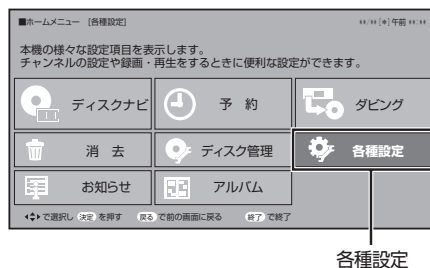 ■ホームメニュー [各種設定] **/**[*]午前**:**
本機の様々な設定項目を表示します。
チャンネルの設定や録画・再生をするときに便利な設定ができます。
ディスクナビ 予 約 ダビング
消 去 ディスク管理 各種設定
お知らせ アルバム
で選択し 決定 を押す 戻る で前の画面に戻る 終了 で終了
各種設定